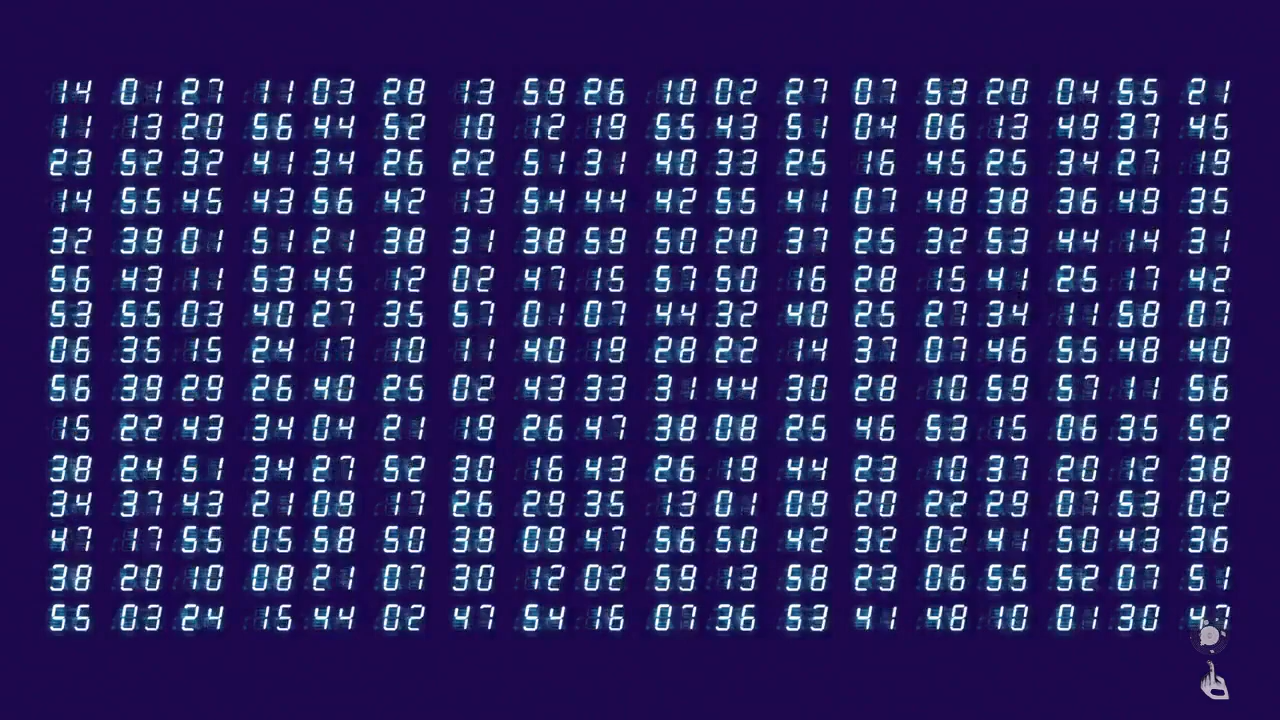 14 01 27 11 03 28 13 59 26 10 02 27 07 53 29 04 55 21
11 13 20 56 44 52 10 12 19 55 43 51 04 06 13 49 37 45
23 52 32 41 34 26 22 51 31 40 33 25 16 45 25 34 27 19
14 55 45 43 56 42 13 54 44 42 55 41 07 48 38 36 49 35
32 39 01 51 21 38 31 38 59 50 20 37 25 32 53 44 14 31
56 43 11 53 45 12 02 47 15 57 50 16 28 15 41 25 17 42
53 55 03 40 27 35 57 01 07 44 32 40 25 27 34 11 58 07
06 35 15 24 17 10 11 40 19 28 22 14 37 07 46 55 48 40
56 39 29 26 40 25 02 43 33 31 44 30 28 10 59 57 11 56
15 22 43 34 04 21 19 26 47 38 08 25 46 53 15 06 35 52
38 24 51 34 27 52 30 16 43 26 19 44 23 10 37 20 12 38
34 37 43 21 09 17 26 29 35 13 01 09 20 22 29 07 53 02
47 17 55 05 58 50 39 09 47 56 50 42 32 02 41 50 43 36
38 20 10 08 21 07 30 12 02 59 13 58 23 06 55 52 07 51
55 03 24 15 44 02 47 54 16 07 36 53 41 48 10 01 30 47